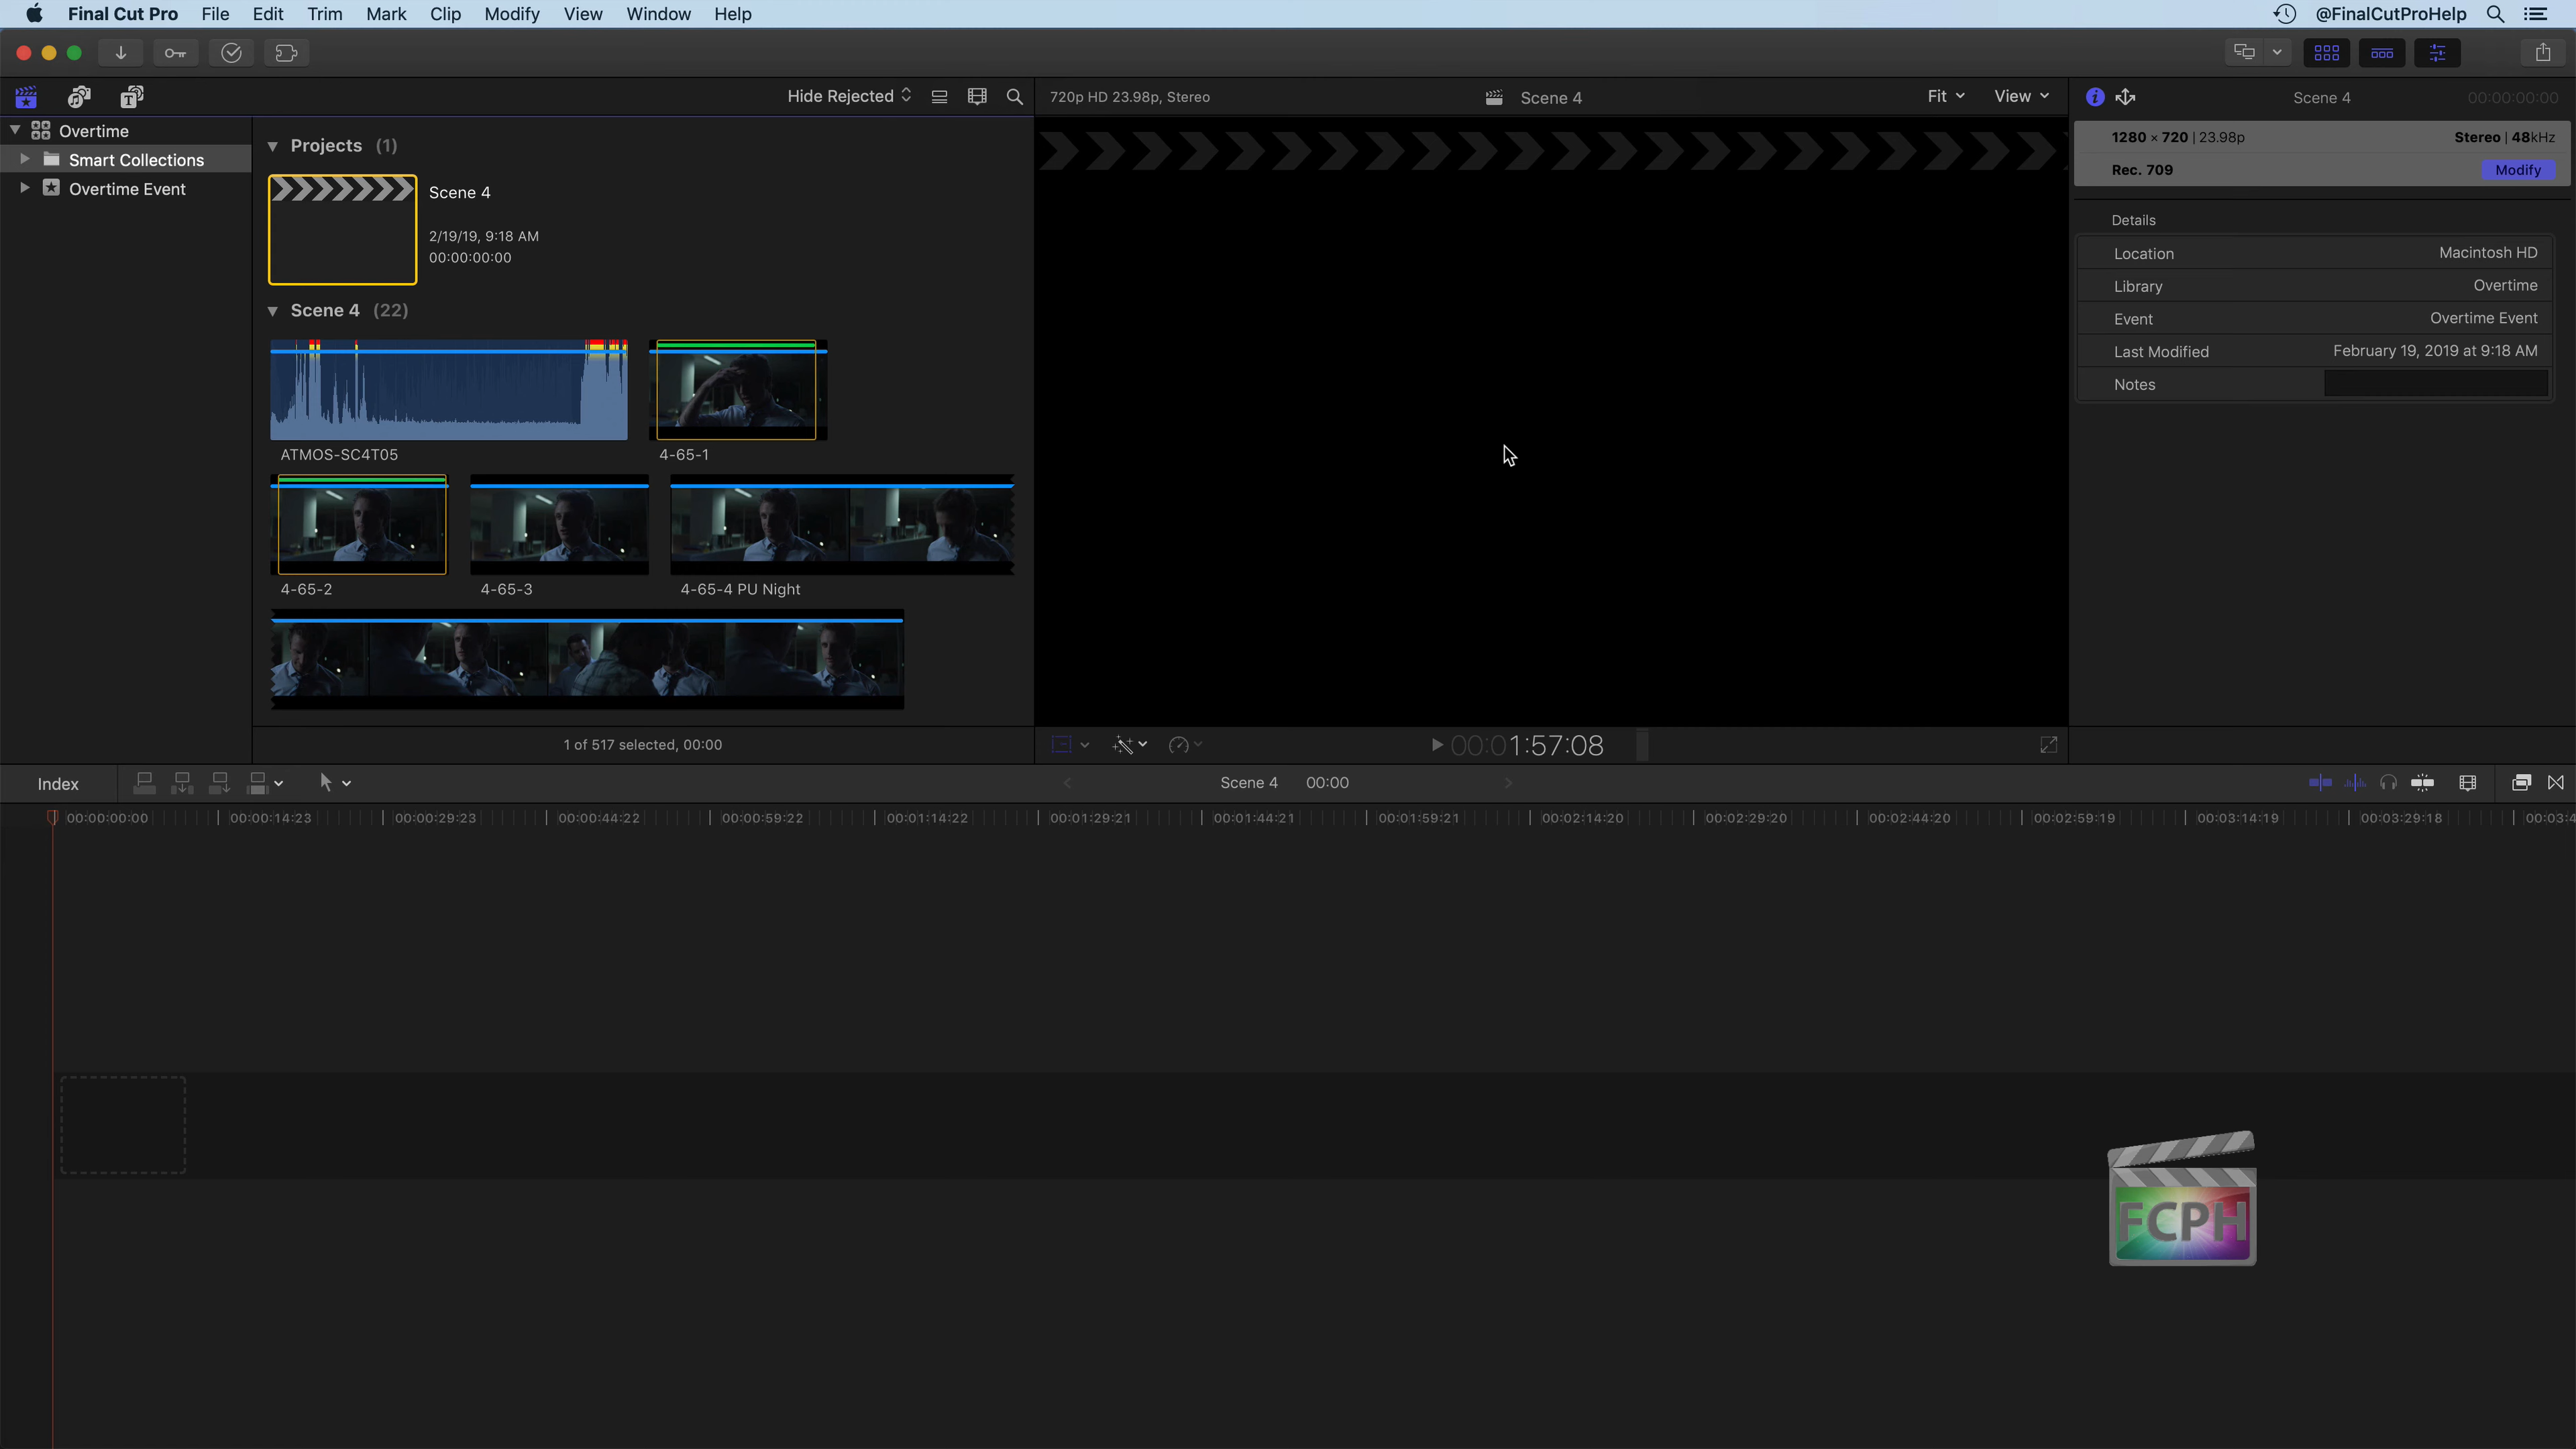 Final Cut Pro File Edit Trim Mark Clip Modify View Window Help @FinalCutProHelp
Hide Rejected
720p HD 23.98p, Stereo
Scene 4
Fit
View
Scene 4
00:00:00:00
Overtime
Smart Collections
Overtime Event
Projects (1)
Scene 4
2/19/19, 9:18 AM
00:00:00:00
Scene 4 (22)
ATMOS-SC4T05
4-65-1
4-65-2
4-65-3
4-65-4 PU Night
1 of 517 selected, 00:00
00:01:57:08
1280 × 720 | 23.98p
Stereo | 48kHz
Rec. 709
Modify
Details
Location Macintosh HD
Library Overtime
Event Overtime Event
Last Modified February 19, 2019 at 9:18 AM
Notes
Index
Scene 4 00:00
00:00:00:00 00:00:14:23 00:00:29:23 00:00:44:22 00:00:59:22 00:01:14:22 00:01:29:21 00:01:44:21 00:01:59:21 00:02:14:20 00:02:29:20 00:02:44:20 00:02:59:19 00:03:14:19 00:03:29:18 00:03:4
FCPH